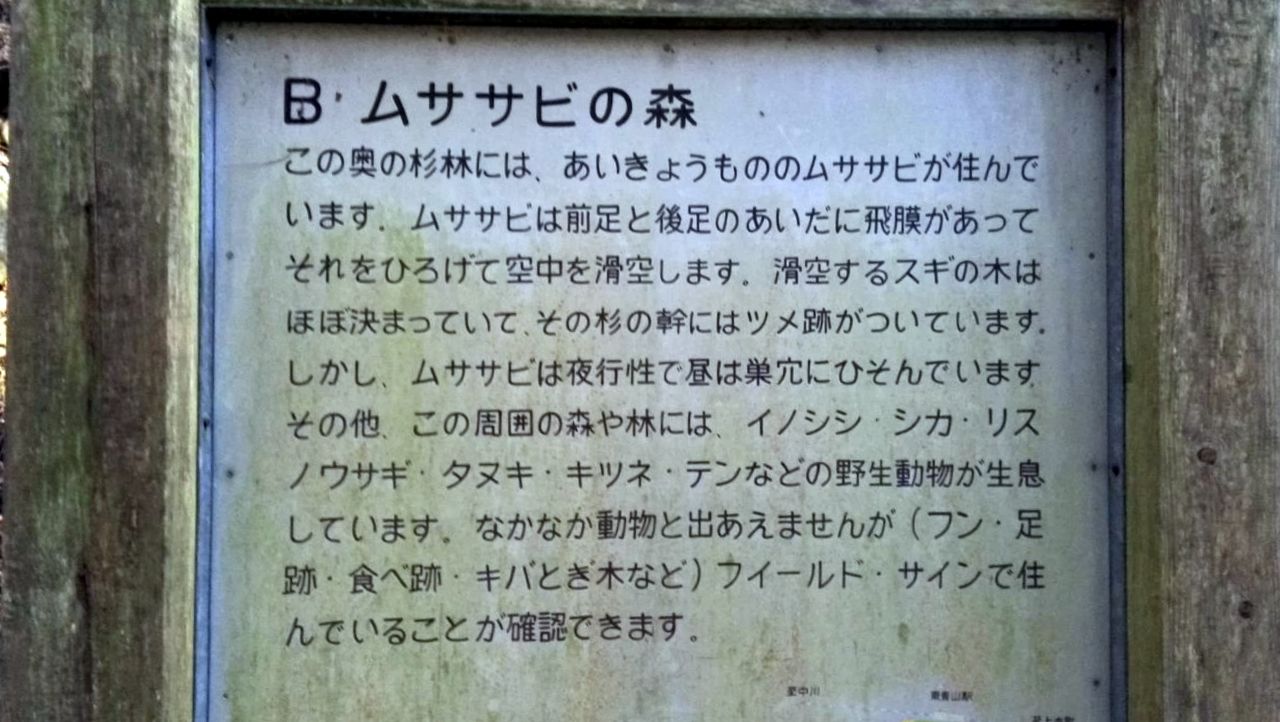 B・ムササビの森
この奥の杉林には、あいきょうもののムササビが住んで
います。ムササビは前足と後足のあいだに飛膜があって
それをひろげて空中を滑空します。滑空するスギの木は
ほぼ決まっていて、その杉の幹にはツメ跡がついています。
しかし、ムササビは夜行性で昼は巣穴にひそんでいます。
その他、この周囲の森や林には、イノシシ・シカ・リス
ノウサギ・タヌキ・キツネ・テンなどの野生動物が生息
しています。なかなか動物と出あえませんが（フン・足
跡・食べ跡・キバとぎ木など）フィールド・サインで住
んでいることが確認できます。
至中川
東青山駅